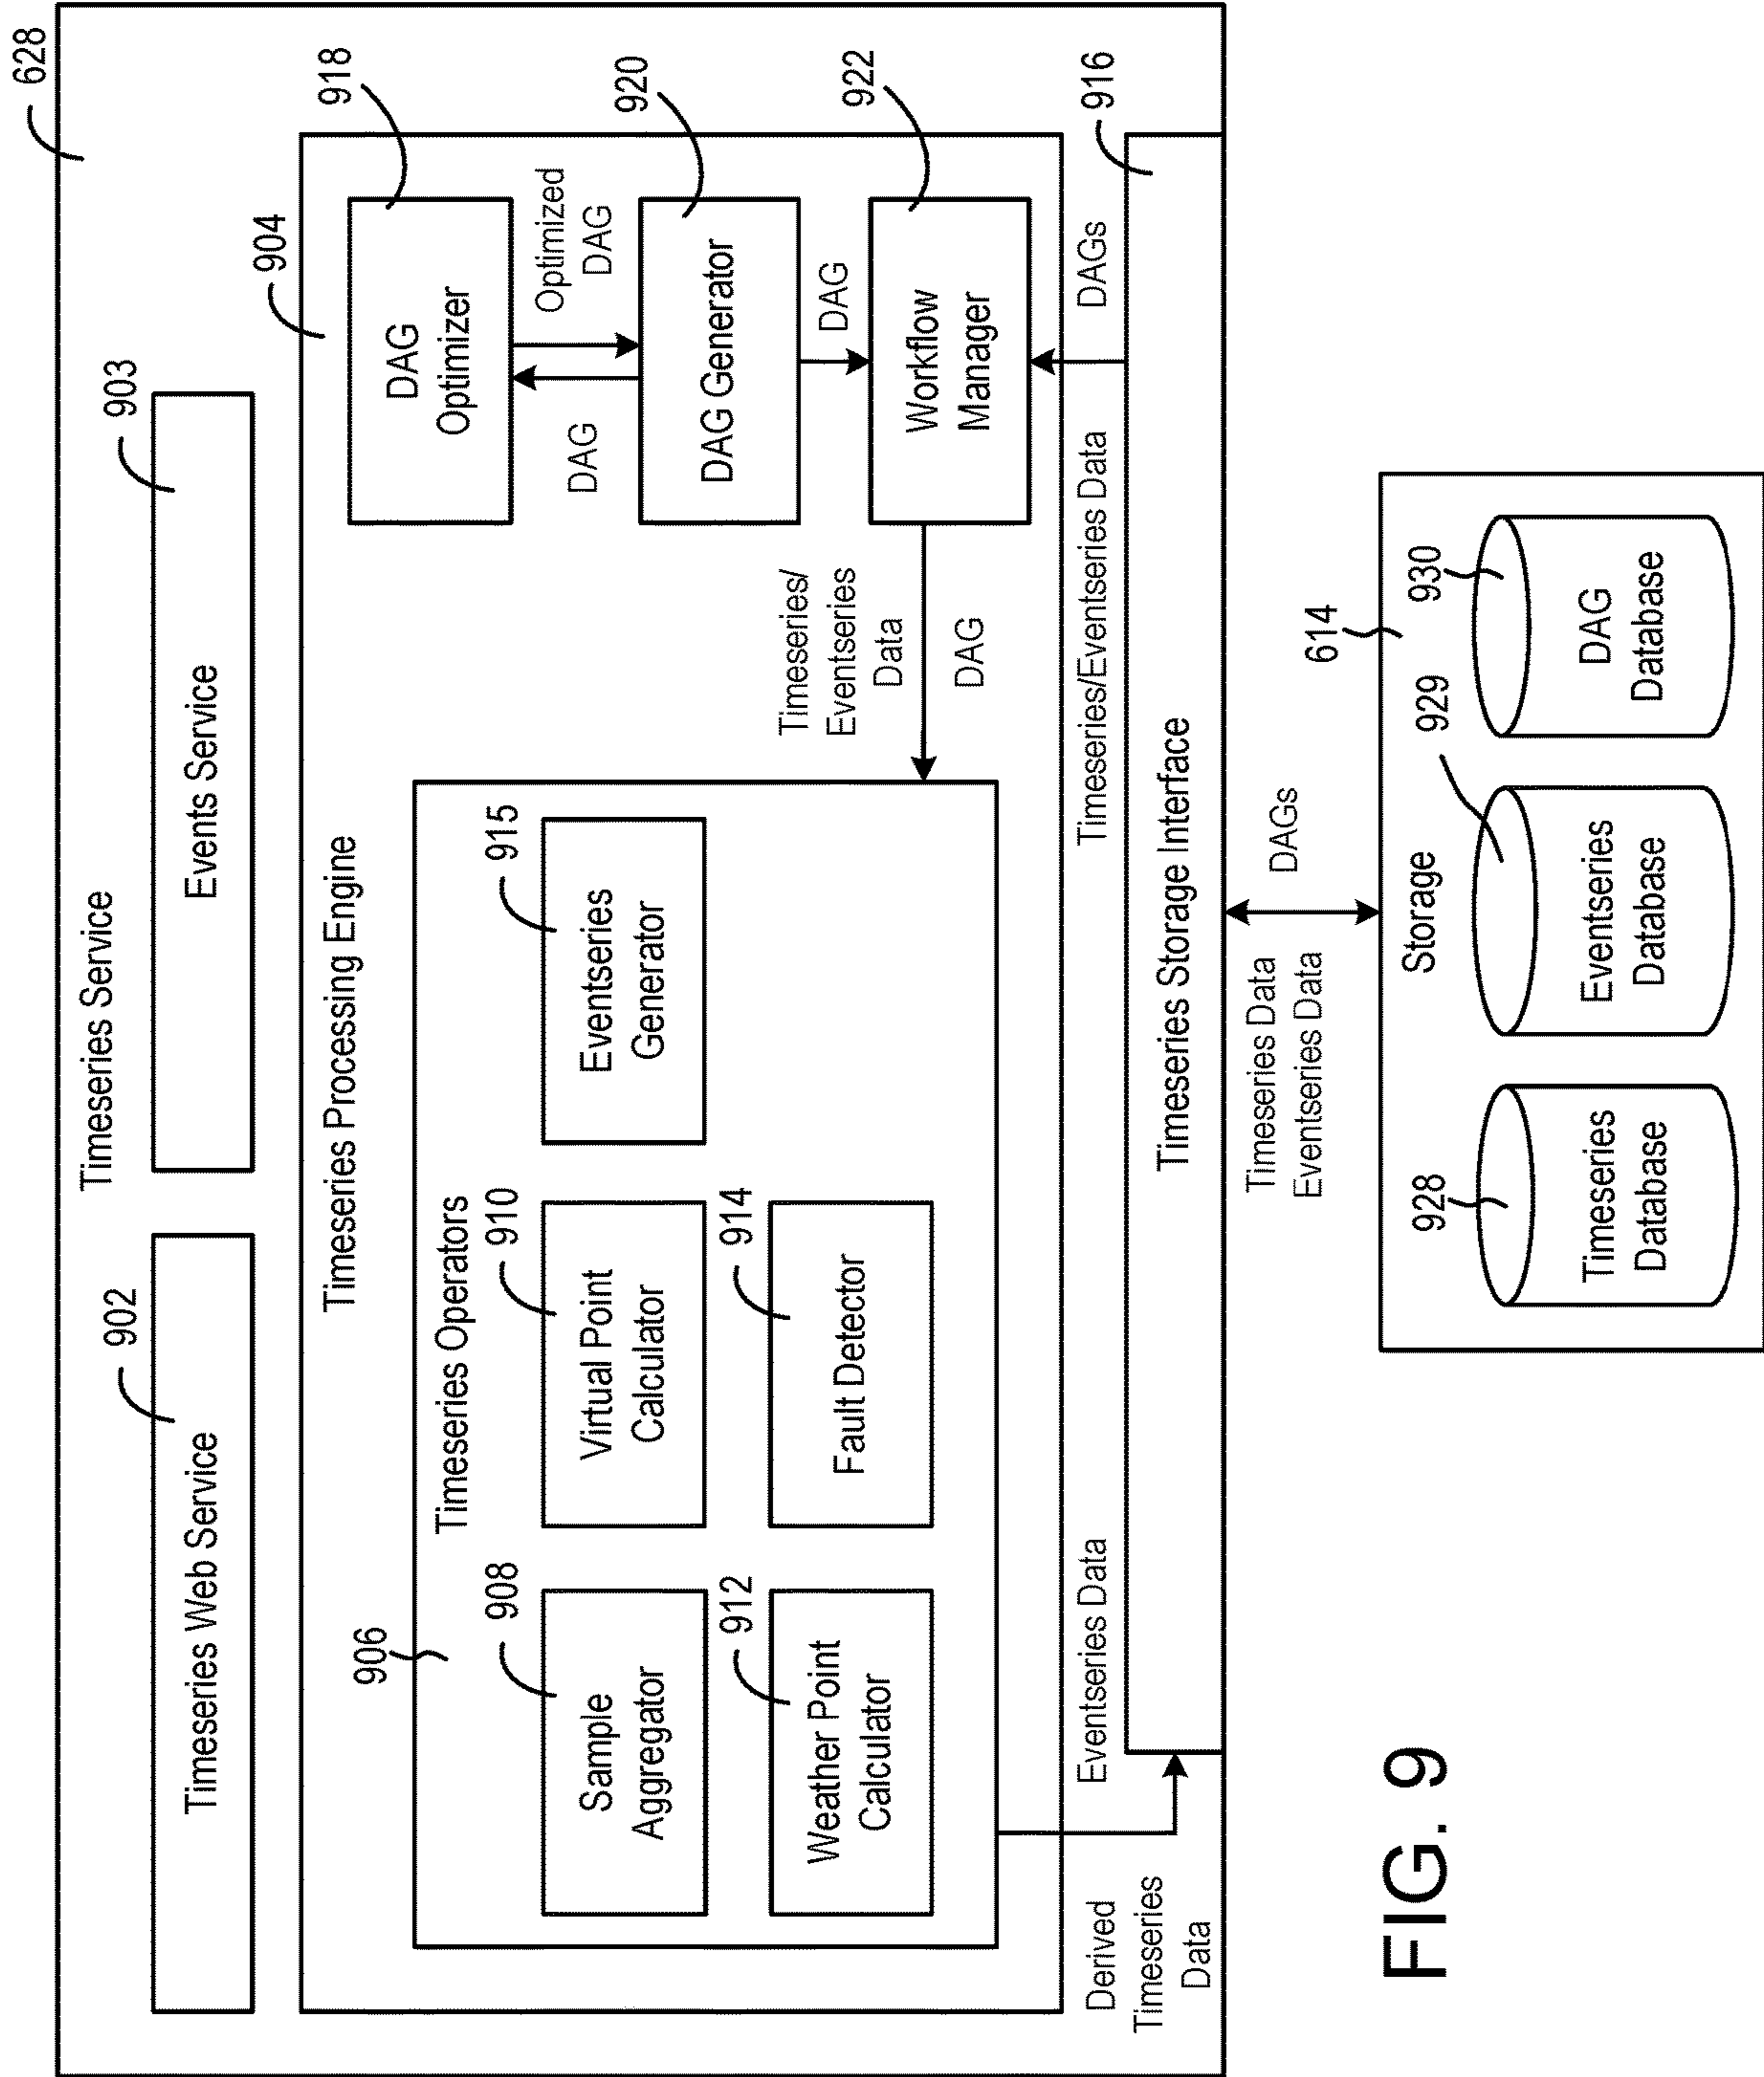 628
Timeseries Service
902
Timeseries Web Service
903
Events Service
904
Timeseries Processing Engine
906
Timeseries Operators
908
Sample
Aggregator
910
Virtual Point
Calculator
915
Eventseries
Generator
912
Weather Point
Calculator
914
Fault Detector
918
DAG
Optimizer
DAG
Optimized
DAG
920
DAG Generator
DAG
922
Workflow
Manager
Timeseries/
Eventseries
Data
DAG
Derived
Timeseries
Data
Eventseries Data
Timeseries/Eventseries Data
DAGs
916
Timeseries Storage Interface
Timeseries Data
Eventseries Data
DAGs
614
Storage
928
Timeseries
Database
929
Eventseries
Database
930
DAG
Database
FIG. 9